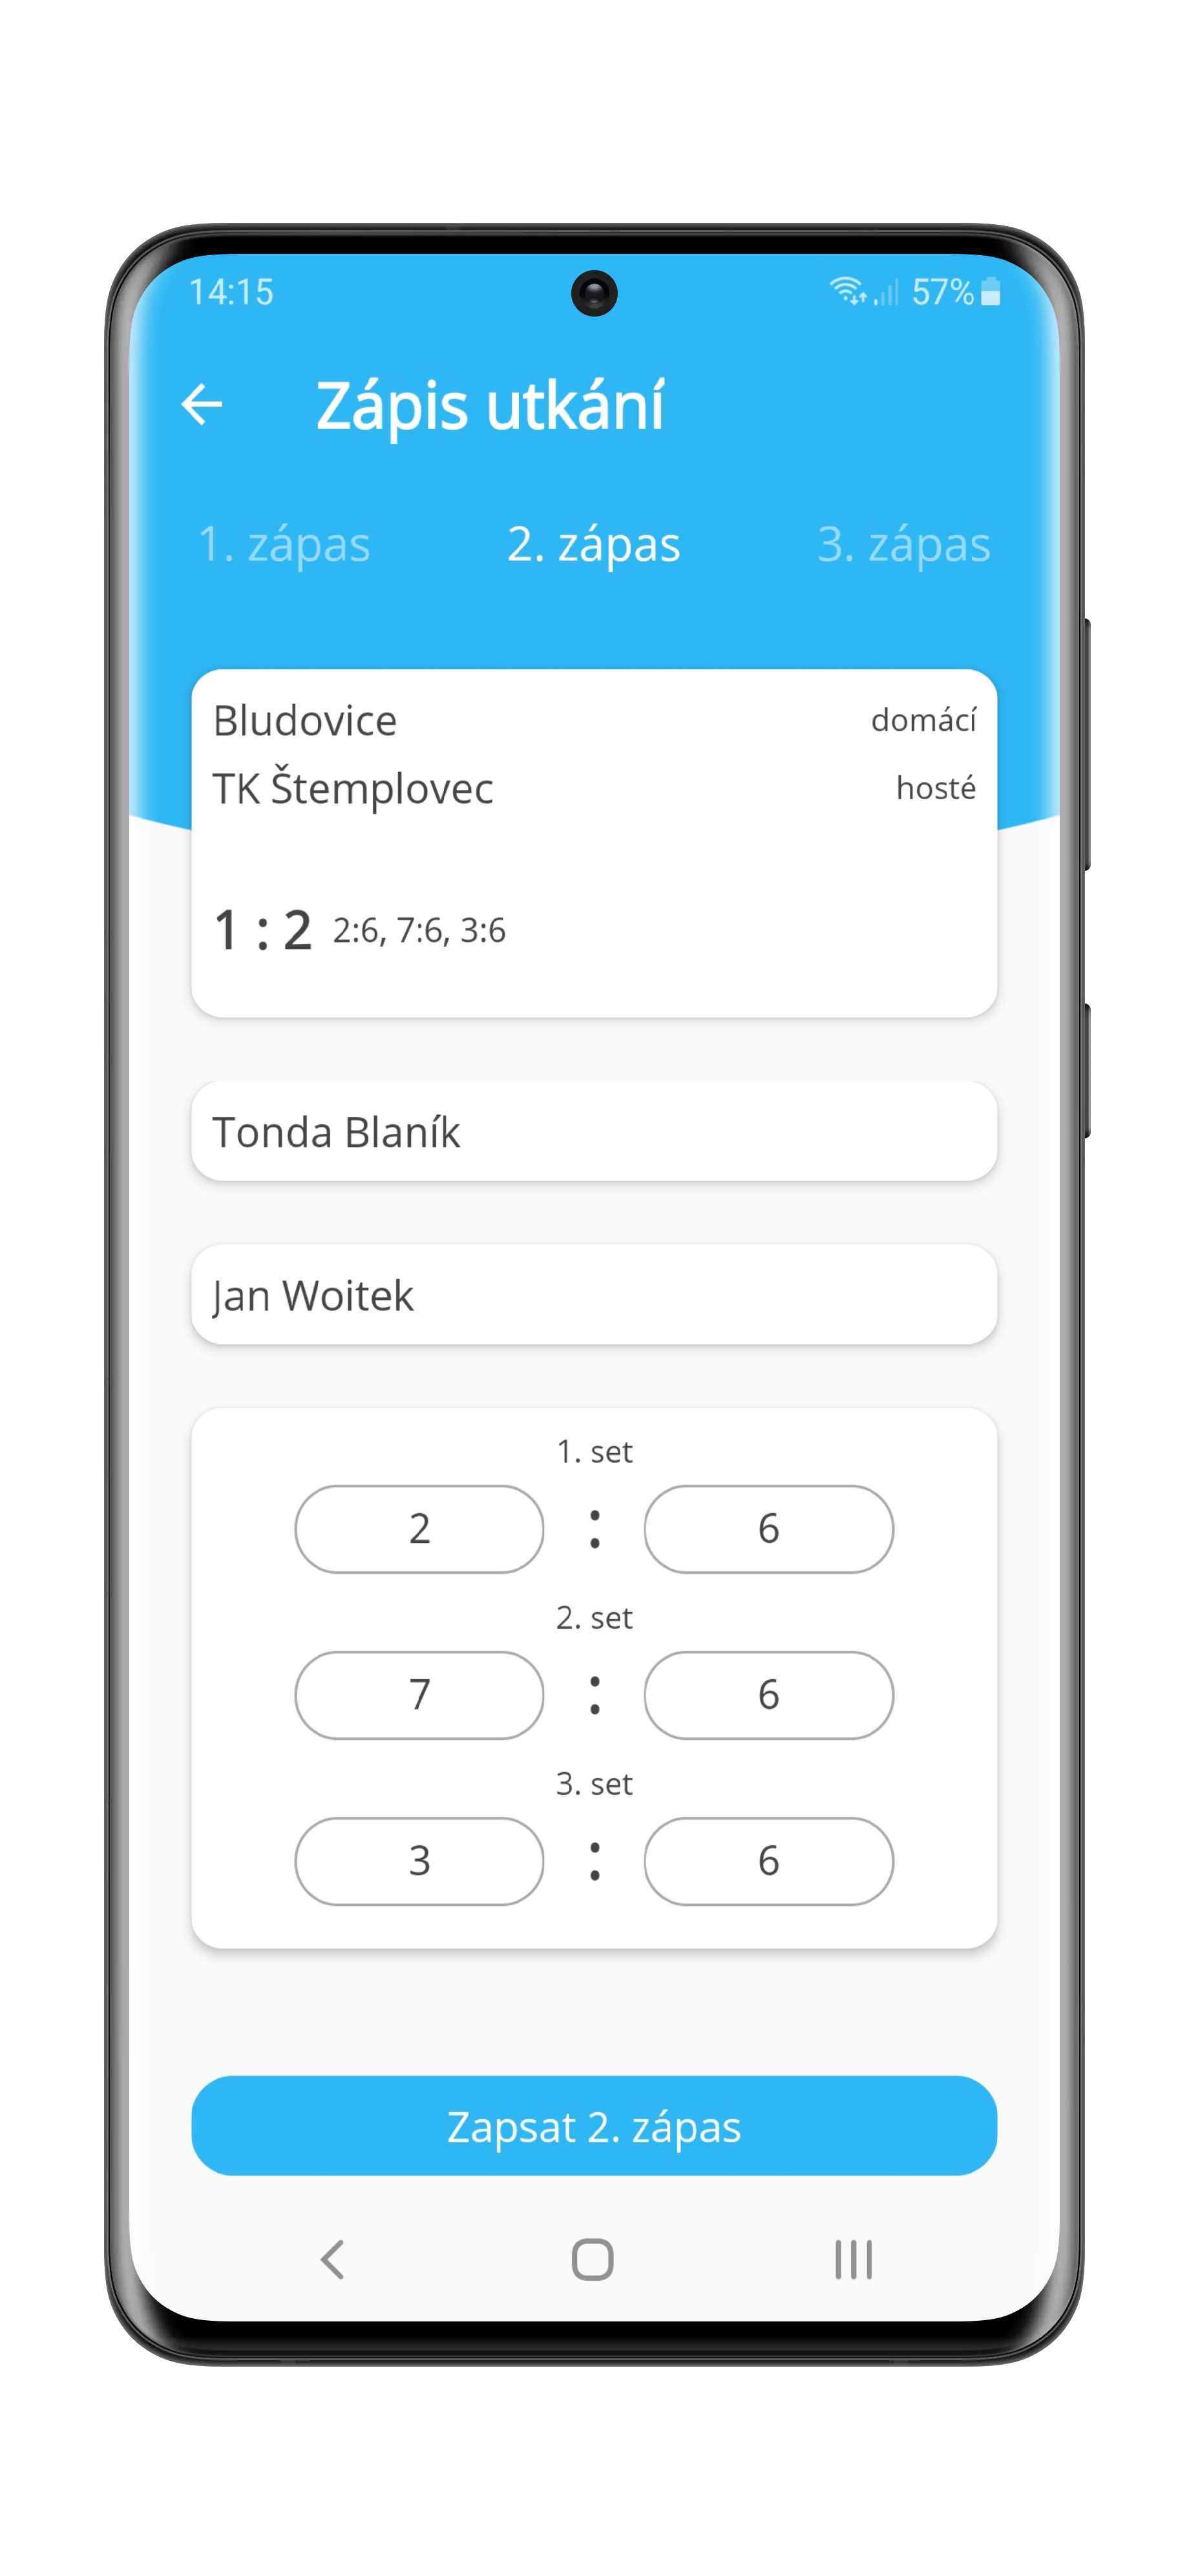 14:15 57%
Zápis utkání
1. zápas 2. zápas 3. zápas
Bludovice domácí
TK Štemplovec hosté
1 : 2 2:6, 7:6, 3:6
Tonda Blaník
Jan Woitek
1. set
2 : 6
2. set
7 : 6
3. set
3 : 6
Zapsat 2. zápas